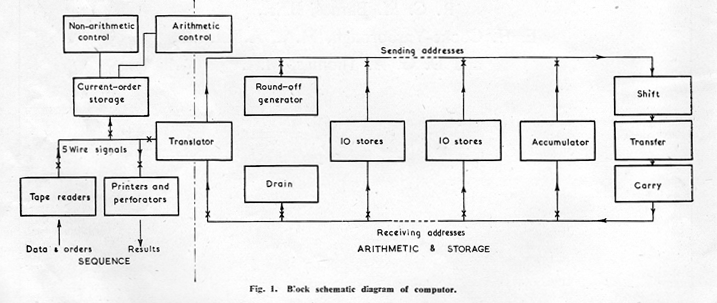 Non-arithmetic
control
Arithmetic
control
Current-order
storage
5 Wire signals
Tape readers
Printers and
perforators
Data & orders
Results
SEQUENCE
Translator
Sending addresses
Round-off
generator
Drain
10 stores
10 stores
Accumulator
Shift
Transfer
Carry
Receiving addresses
ARITHMETIC & STORAGE
Fig. 1. Block schematic diagram of computor.